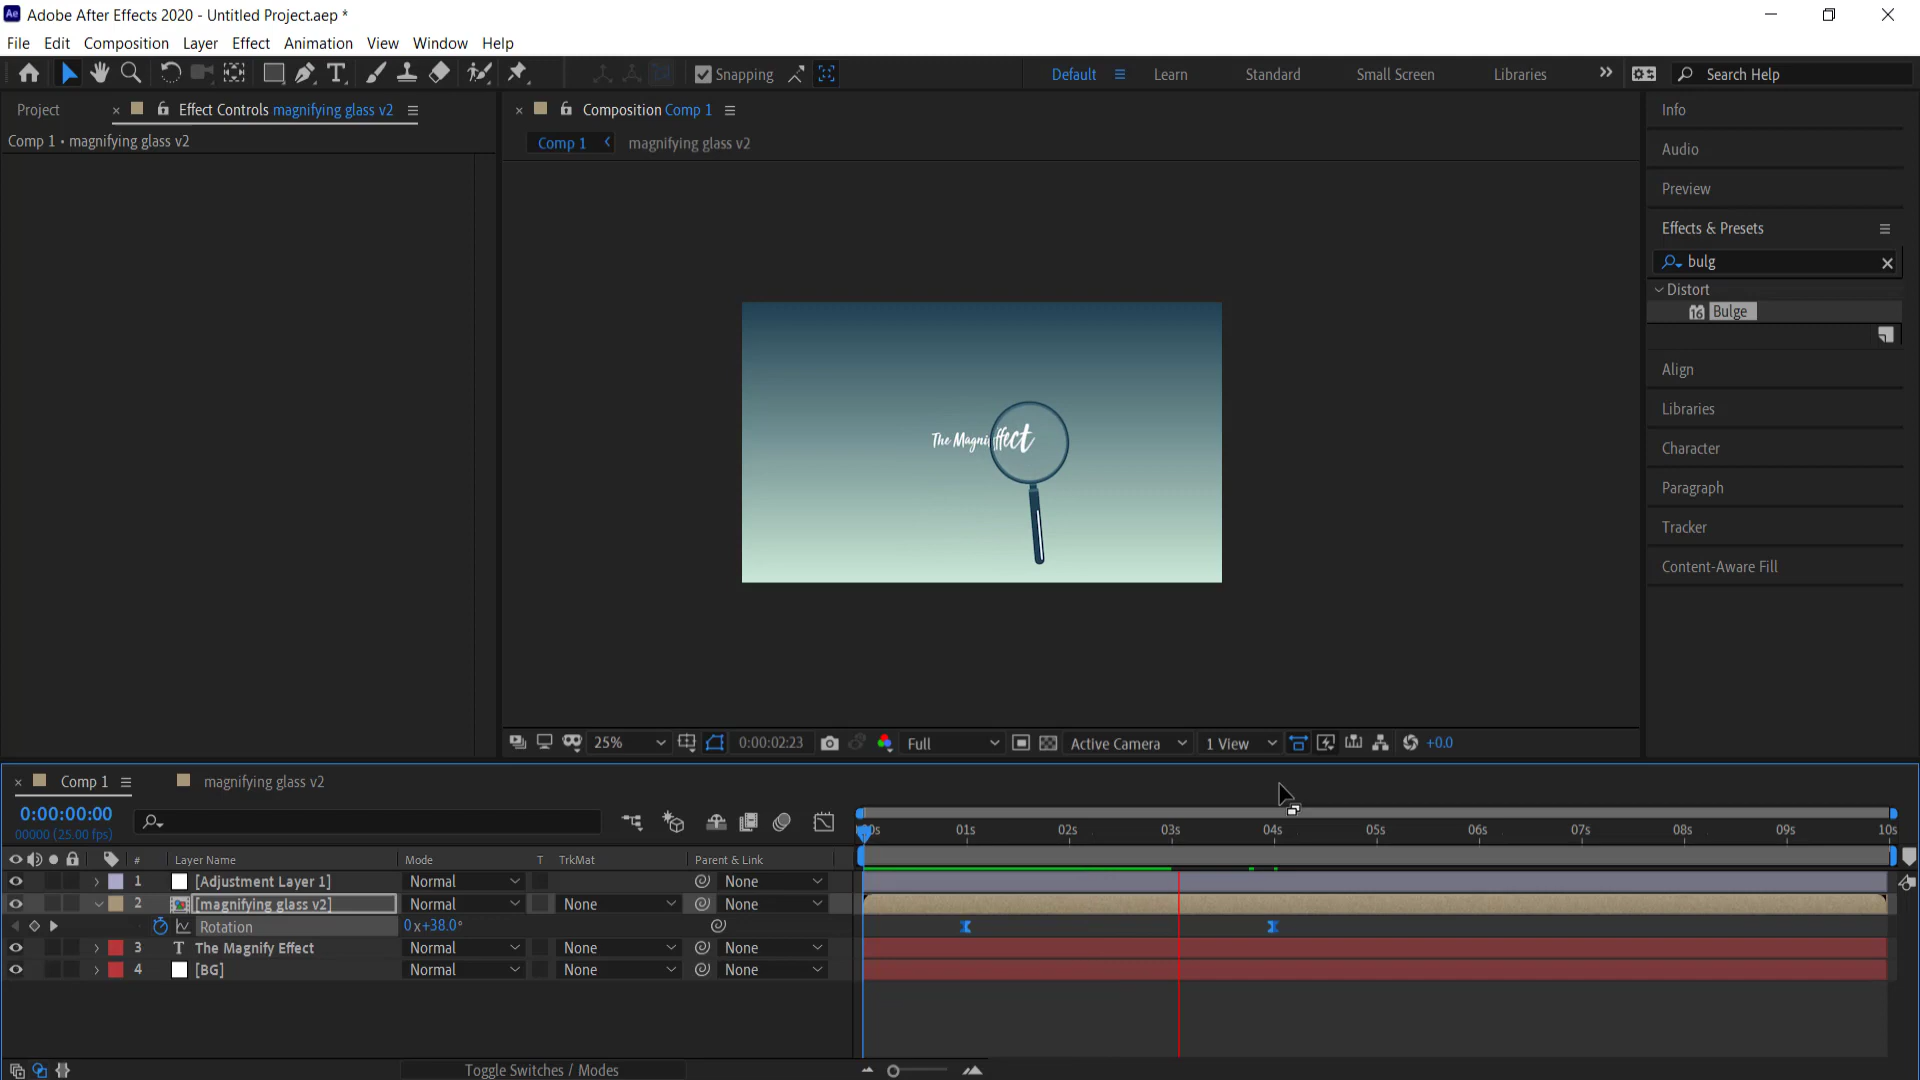 Adobe After Effects 2020 - Untitled Project.aep *
File Edit Composition Layer Effect Animation View Window Help
Snapping
Default Learn Standard Small Screen Libraries Search Help
Project Effect Controls magnifying glass v2
Comp 1 • magnifying glass v2
Composition Comp 1
Comp 1 magnifying glass v2
The Magni ffect
Info
Audio
Preview
Effects & Presets
bulg
Distort
16 Bulge
Align
Libraries
Character
Paragraph
Tracker
Content-Aware Fill
25% 0:00:02:23 Full Active Camera 1 View +0.0
Comp 1 magnifying glass v2
0:00:00:00
00000 (25.00 fps)
01s 02s 03s 04s 05s 06s 07s 08s 09s 10s
# Layer Name Mode T TrkMat Parent & Link
1 [Adjustment Layer 1] Normal None
2 [magnifying glass v2] Normal None None
Rotation 0x+38.0°
3 T The Magnify Effect Normal None None
4 [BG] Normal None None
Toggle Switches / Modes